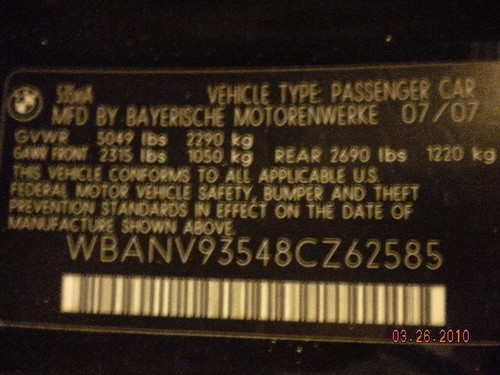 535xiA VEHICLE TYPE: PASSENGER CAR
MFD BY BAYERISCHE MOTORENWERKE 07/07
GVWR 5049 lbs 2290 kg
GAWR FRONT 2315 lbs 1050 kg REAR 2690 lbs 1220 kg
THIS VEHICLE CONFORMS TO ALL APPLICABLE U.S.
FEDERAL MOTOR VEHICLE SAFETY, BUMPER AND THEFT
PREVENTION STANDARDS IN EFFECT ON THE DATE OF
MANUFACTURE SHOWN ABOVE.
WBANV93548CZ62585
03.26.2010